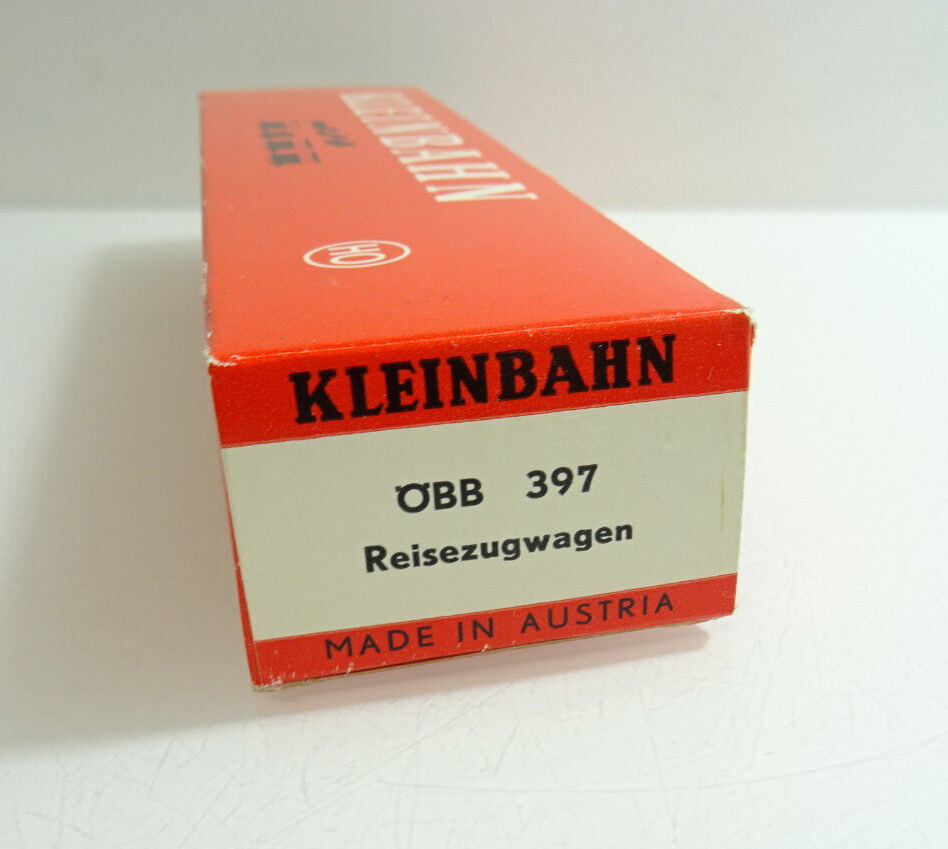 KLEINBAHN
HO
KLEINBAHN
ÖBB 397
Reisezugwagen
MADE IN AUSTRIA